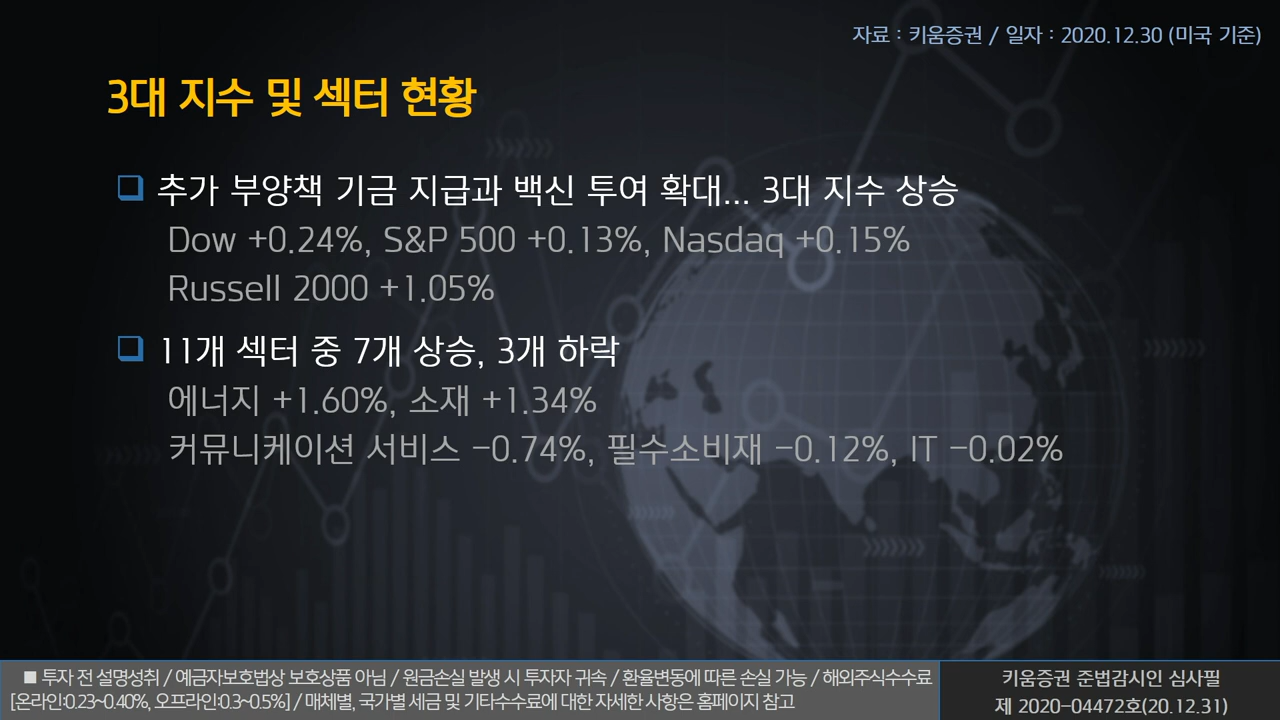 자료 : 키움증권 / 일자 : 2020.12.30 (미국 기준)
3대 지수 및 섹터 현황
❑ 추가 부양책 기금 지급과 백신 투여 확대... 3대 지수 상승
Dow +0.24%, S&P 500 +0.13%, Nasdaq +0.15%
Russell 2000 +1.05%
❑ 11개 섹터 중 7개 상승, 3개 하락
에너지 +1.60%, 소재 +1.34%
커뮤니케이션 서비스 -0.74%, 필수소비재 -0.12%, IT -0.02%
■ 투자 전 설명성취 / 예금자보호법상 보호상품 아님 / 원금손실 발생 시 투자자 귀속 / 환율변동에 따른 손실 가능 / 해외주식수수료
[온라인:0.23~0.40%, 오프라인:0.3~0.5%] / 매체별, 국가별 세금 및 기타수수료에 대한 자세한 사항은 홈페이지 참고
키움증권 준법감시인 심사필
제 2020-04472호(20.12.31)